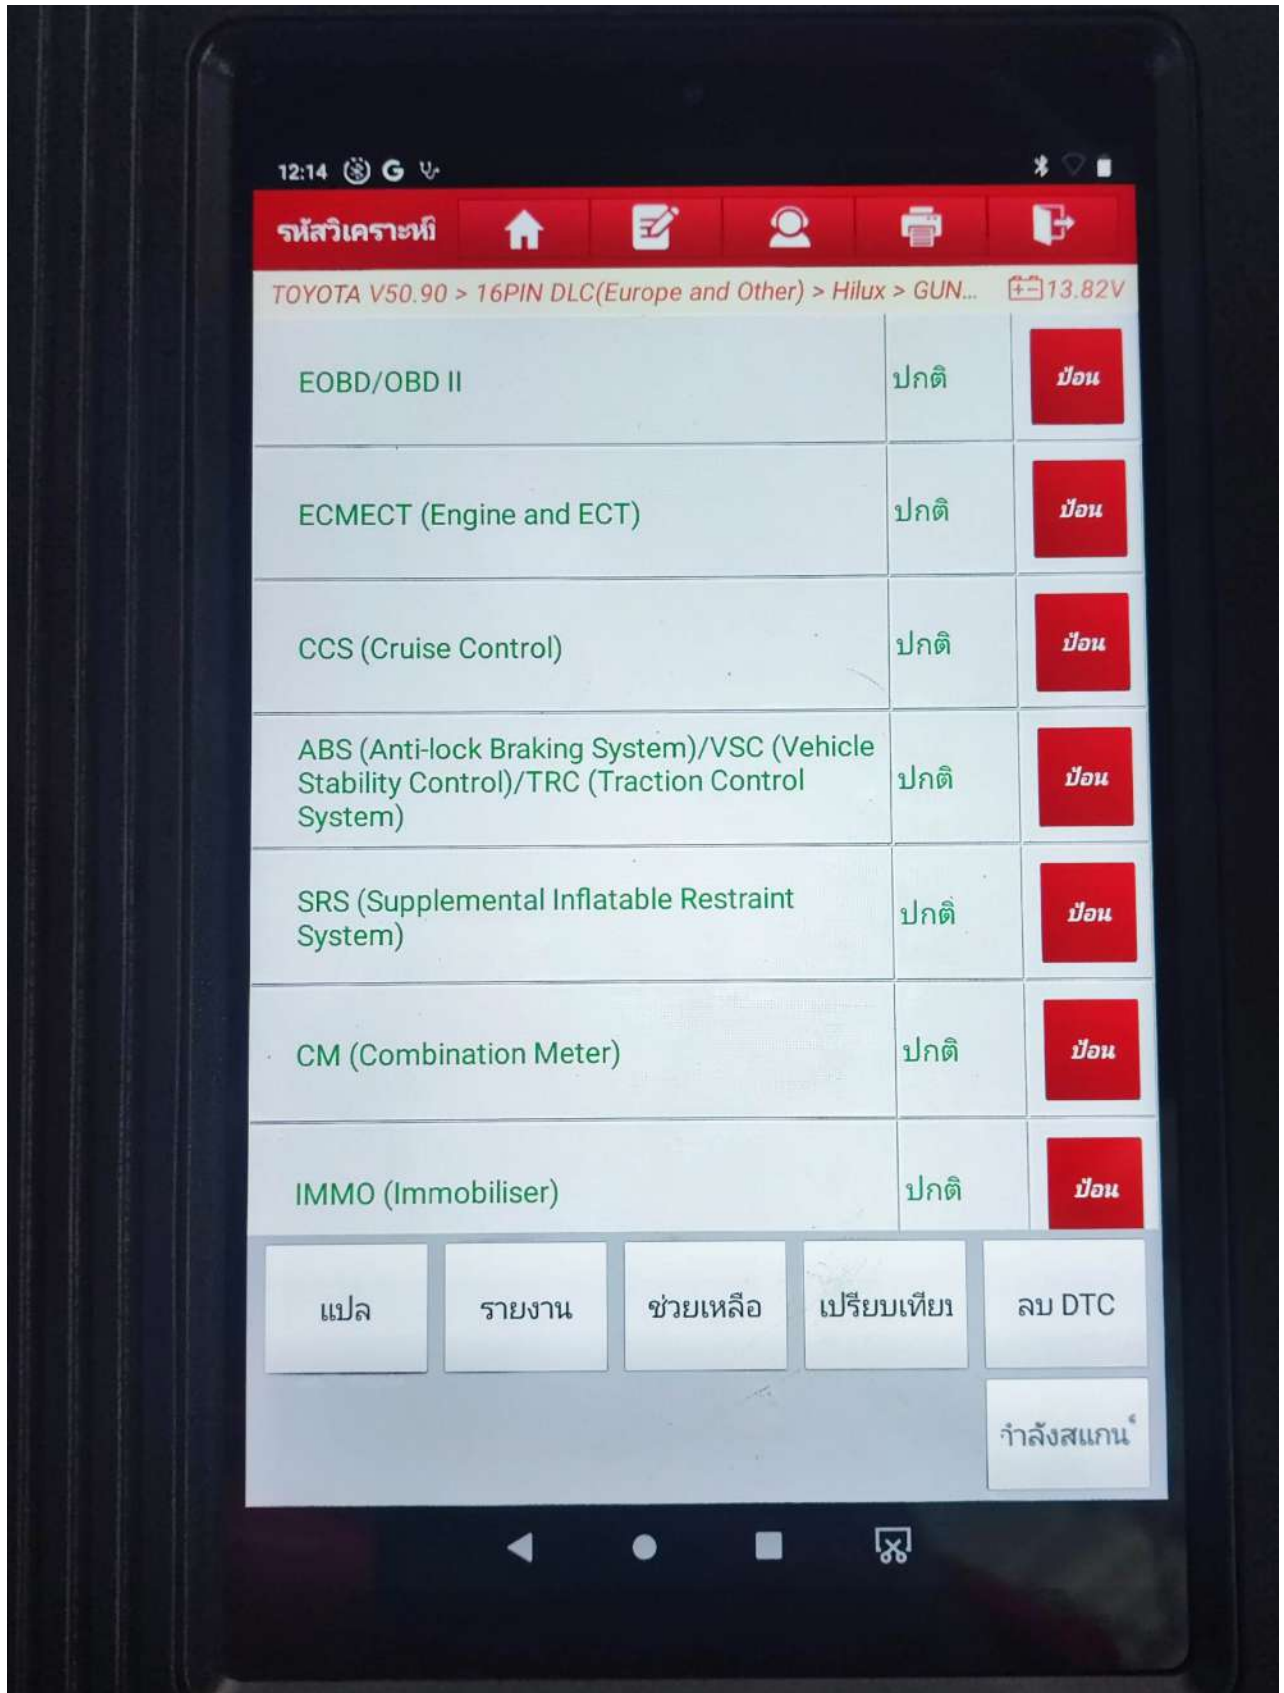 12:14 G
รหัสวิเคราะห์
TOYOTA V50.90 > 16PIN DLC(Europe and Other) > Hilux > GUN... 13.82V
EOBD/OBD II ปกติ ป้อน
ECMECT (Engine and ECT) ปกติ ป้อน
CCS (Cruise Control) ปกติ ป้อน
ABS (Anti-lock Braking System)/VSC (Vehicle
Stability Control)/TRC (Traction Control ปกติ ป้อน
System)
SRS (Supplemental Inflatable Restraint
System) ปกติ ป้อน
CM (Combination Meter) ปกติ ป้อน
IMMO (Immobiliser) ปกติ ป้อน
แปล รายงาน ช่วยเหลือ เปรียบเทียบ ลบ DTC
กำลังสแกน